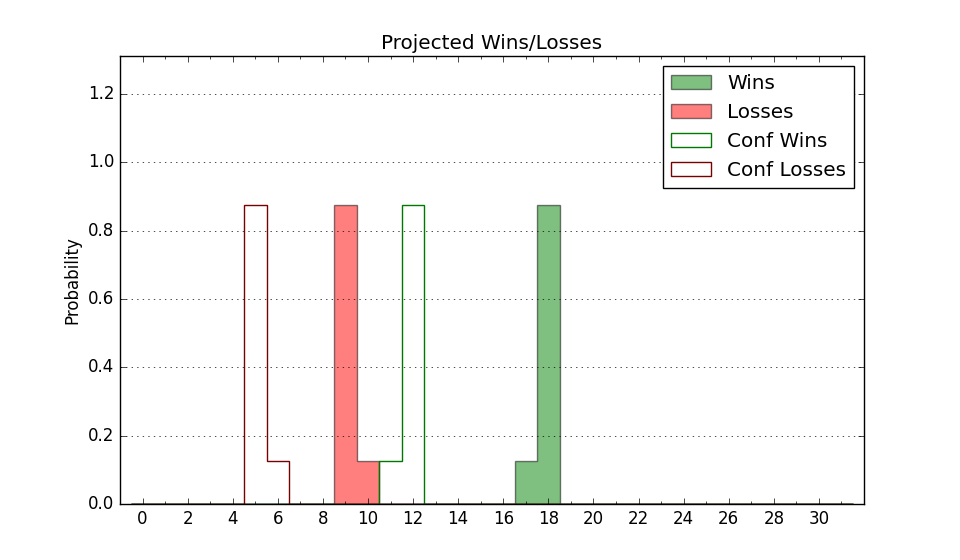 Projected Wins/Losses
Wins
Losses
Conf Wins
Conf Losses
Probability
1.2
1.0
0.8
0.6
0.4
0.2
0.0
0 2 4 6 8 10 12 14 16 18 20 22 24 26 28 30